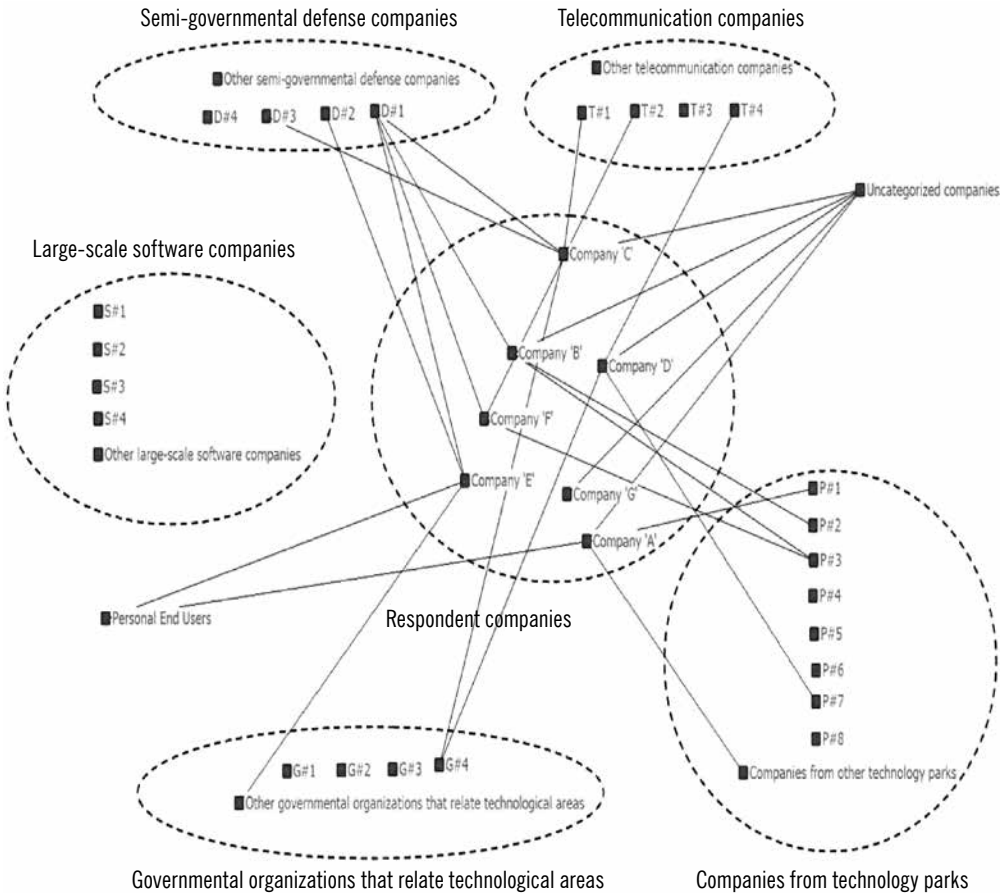 Semi-governmental defense companies
Telecommunication companies
Other semi-governmental defense companies
Other telecommunication companies
D#4
D#3
D#2
D#1
T#1
T#2
T#3
T#4
Uncategorized companies
Large-scale software companies
Company 'C'
S#1
S#2
Company 'B'
Company 'D'
S#3
S#4
Company 'F'
Other large-scale software companies
Company 'E'
Company 'G'
P#1
P#2
Company 'A'
P#3
P#4
Personal End Users
Respondent companies
P#5
P#6
P#7
P#8
G#1
G#2
G#3
G#4
Companies from other technology parks
Other governmental organizations that relate technological areas
Governmental organizations that relate technological areas
Companies from technology parks